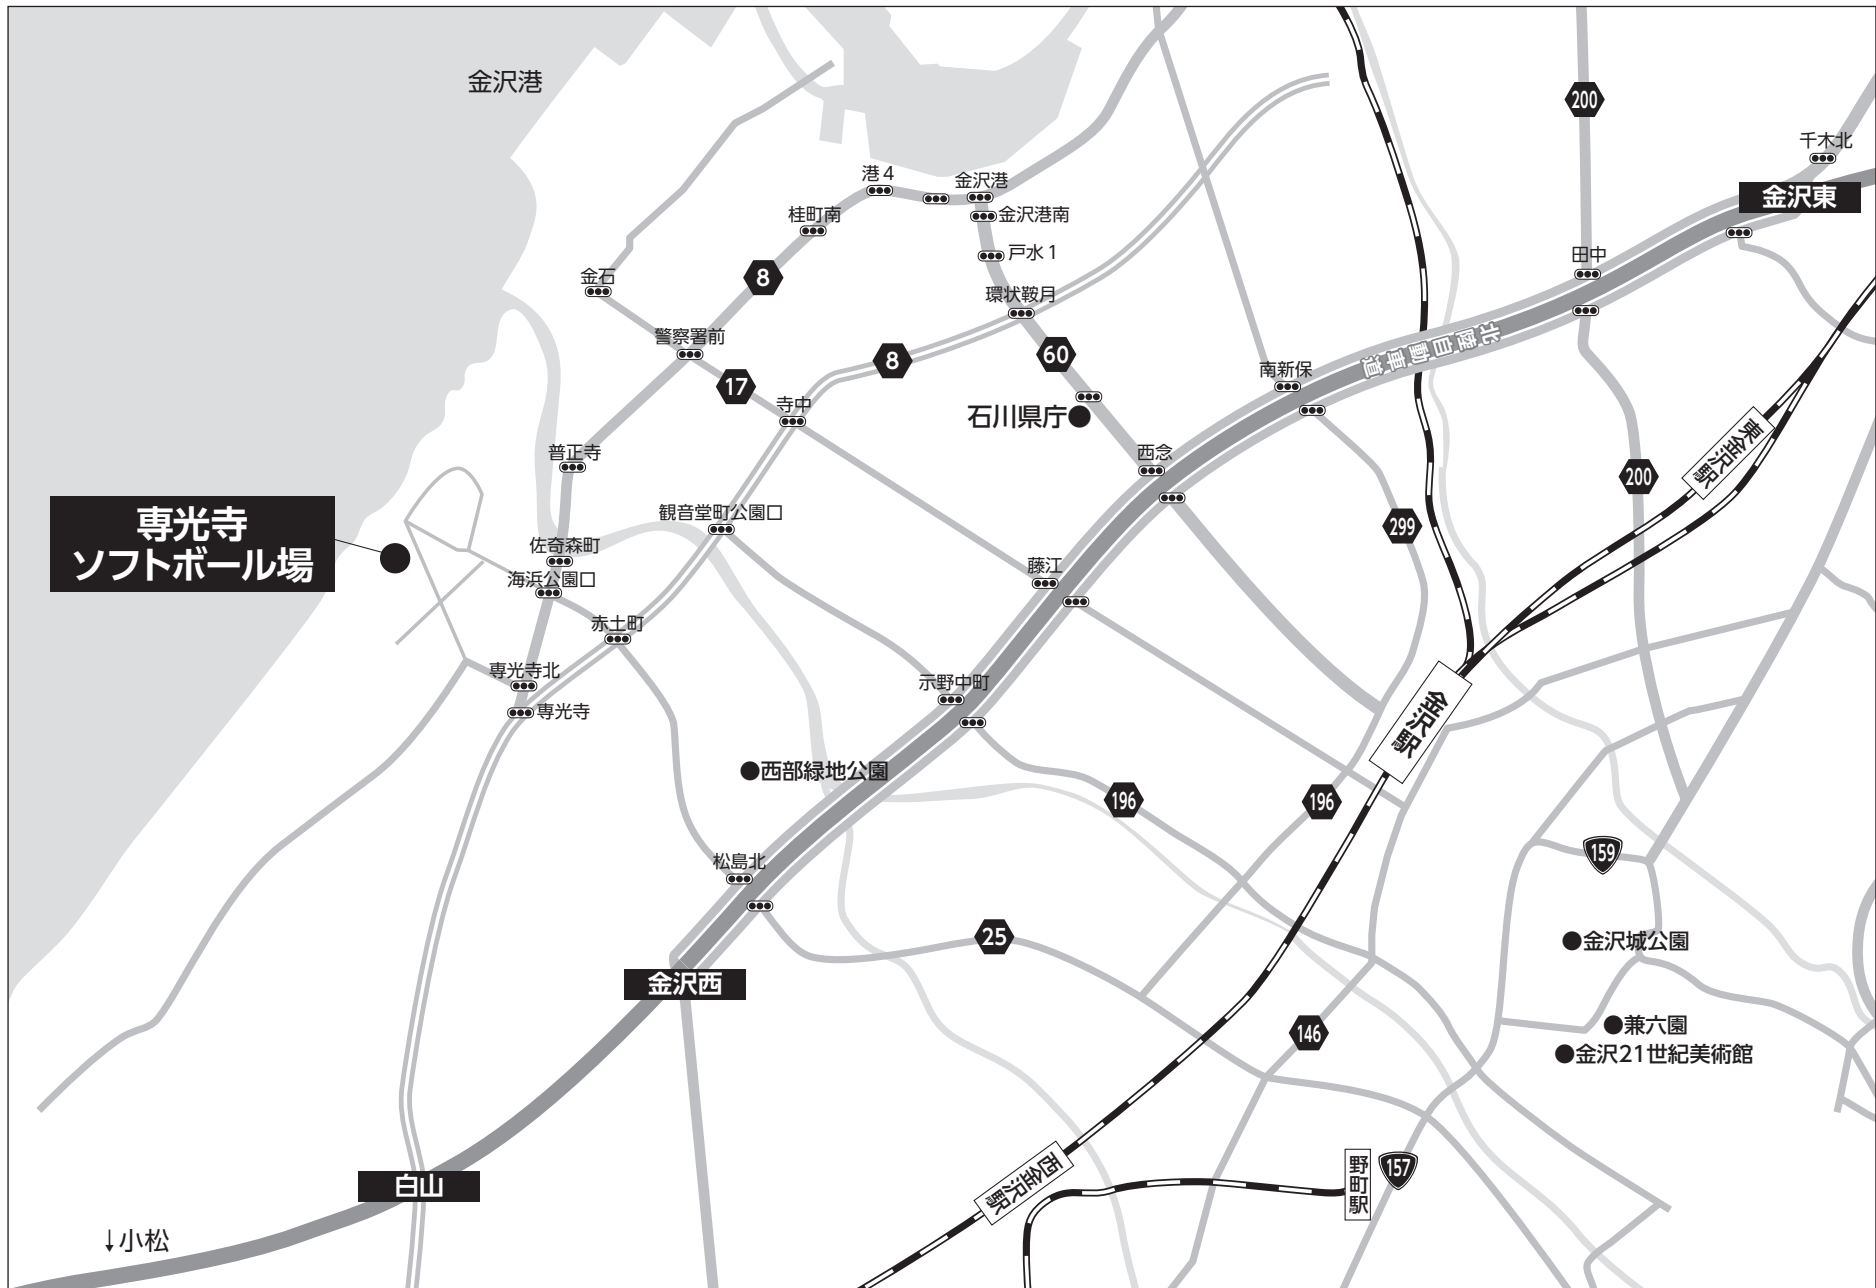 金沢港
200
千木北
港4
金沢港
金沢東
金沢港南
桂町南
戸水1
田中
金石
8
環状鞍月
警察署前
北陸自動車道
8
60
南新保
17
寺中
石川県庁
東金沢駅
普正寺
西念
200
専光寺
ソフトボール場
観音堂町公園口
299
佐奇森町
藤江
海浜公園口
赤土町
専光寺北
示野中町
専光寺
金沢駅
西部緑地公園
196
196
松島北
159
25
金沢城公園
金沢西
兼六園
146
金沢21世紀美術館
西金沢駅
野町駅
157
白山
↓小松